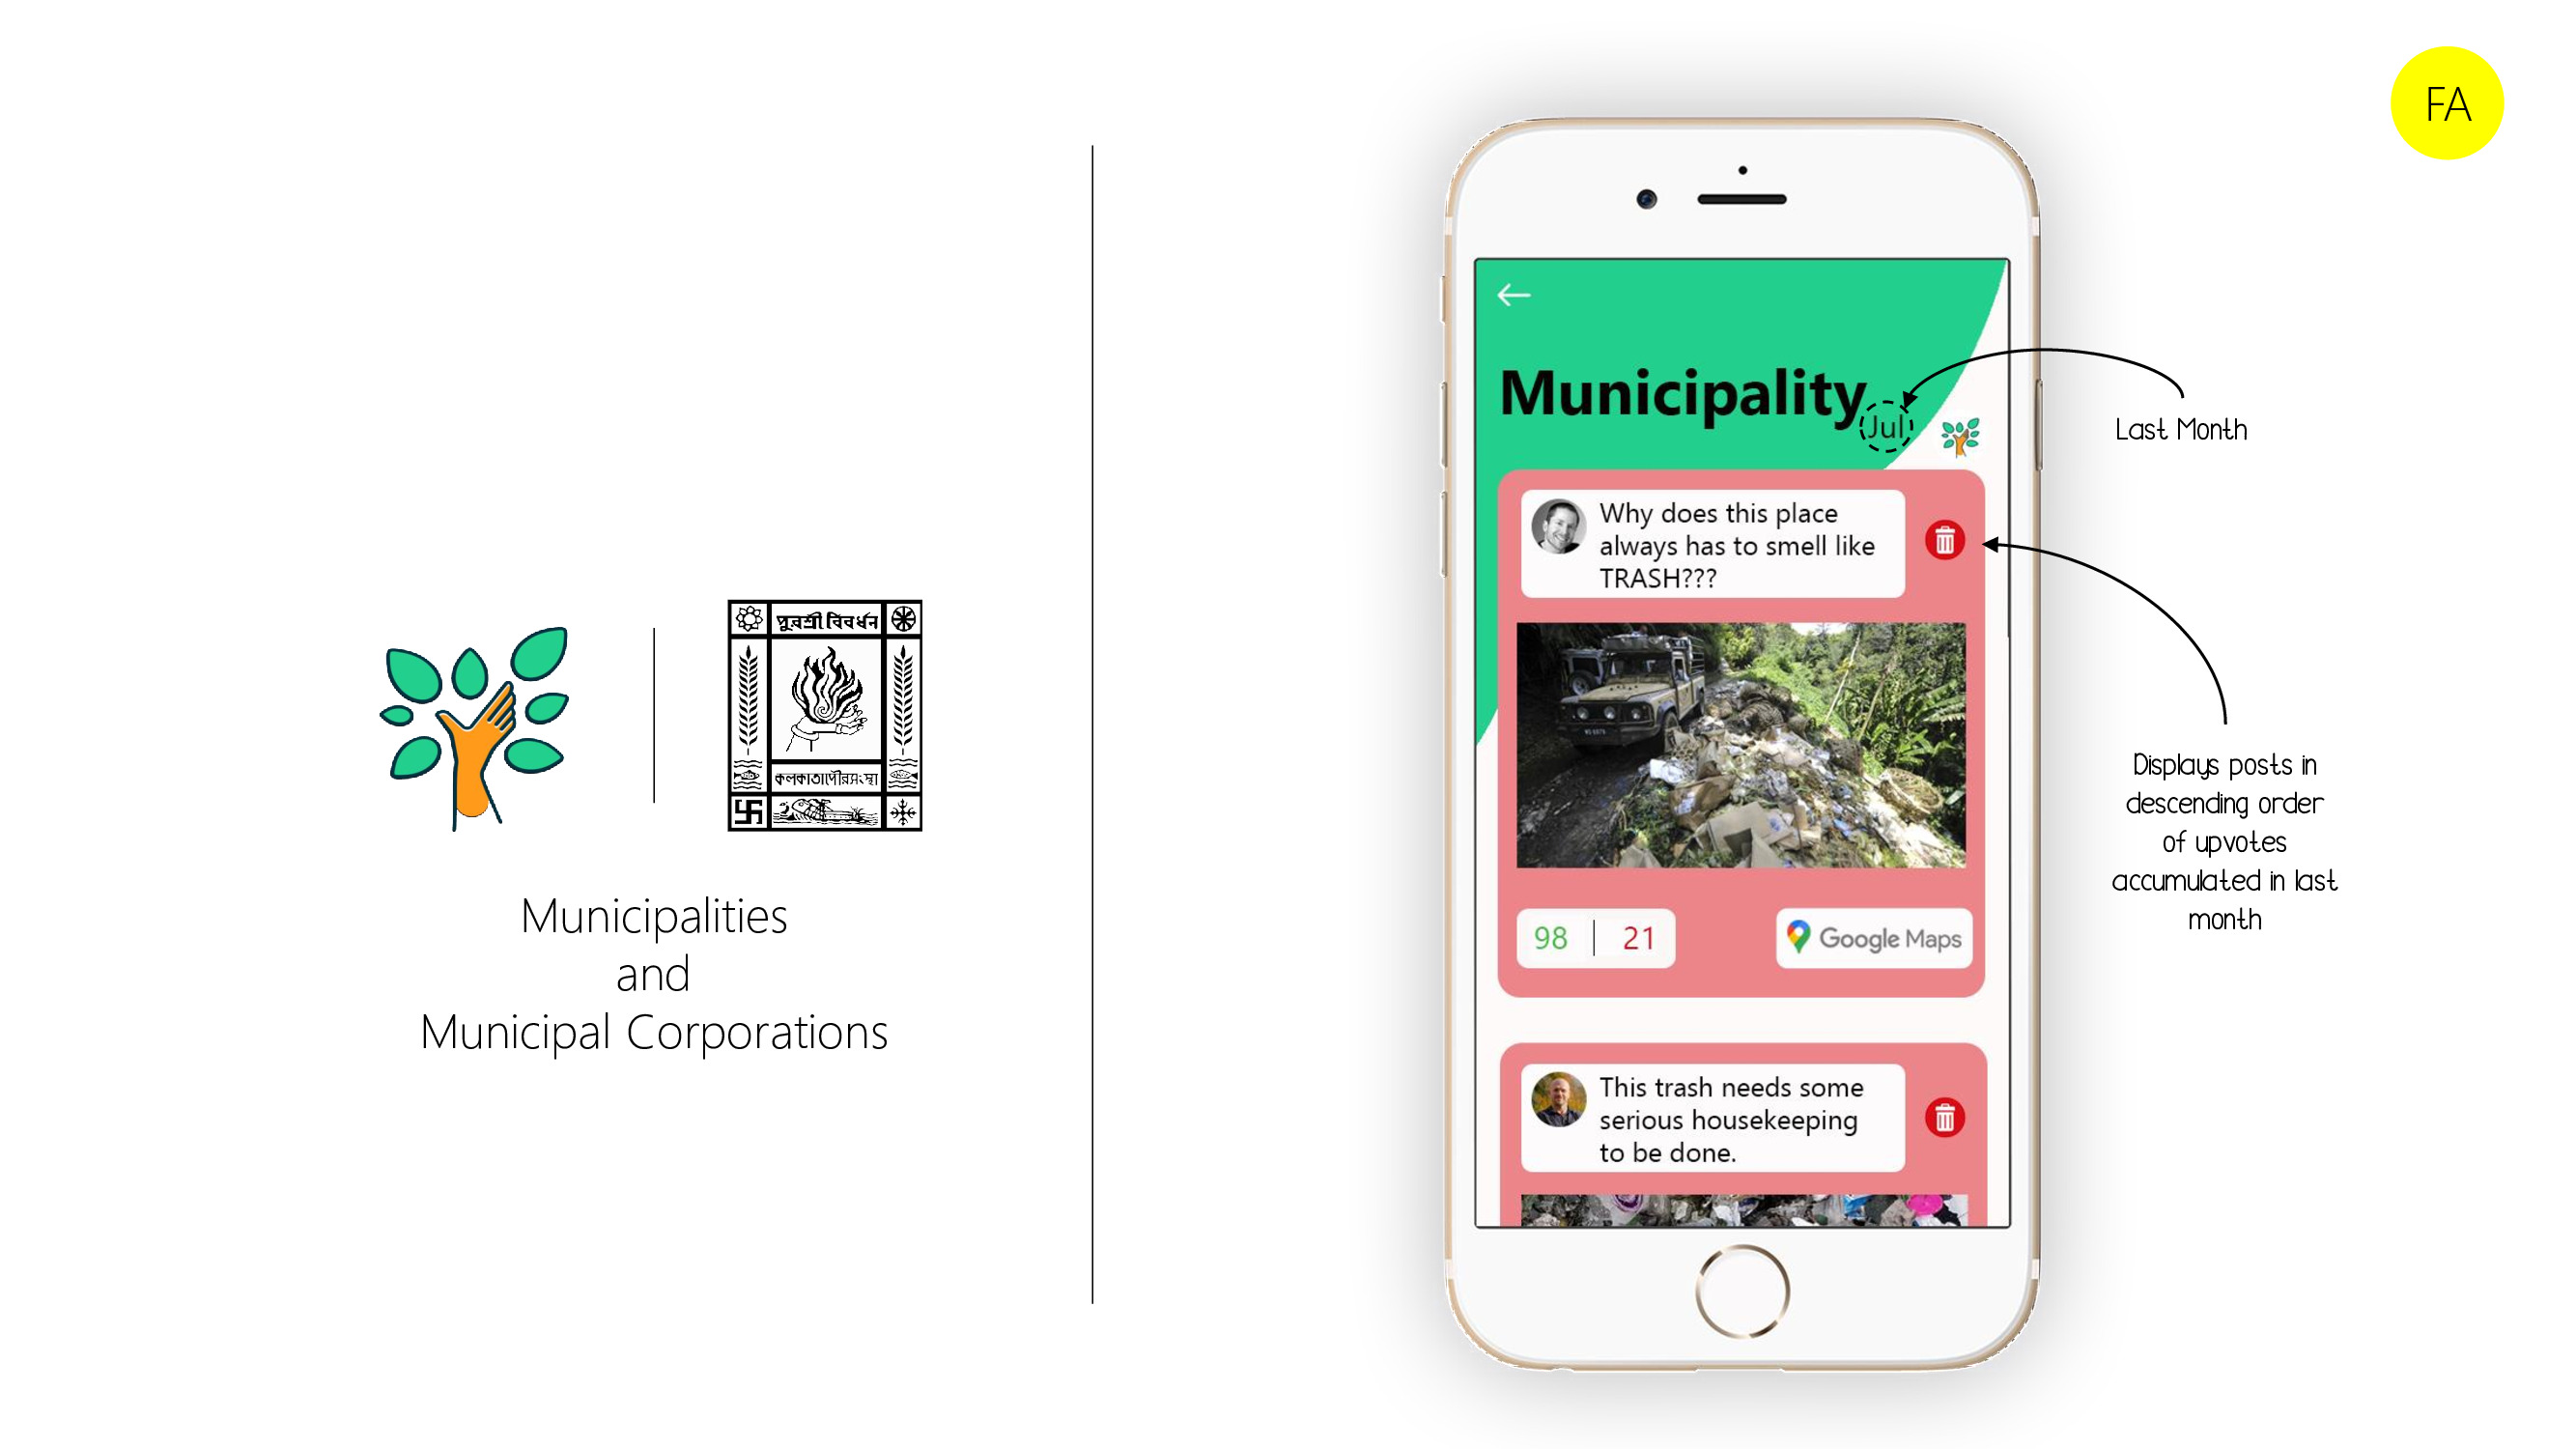 FA
পুরশ্রী বিবর্ধন
কলকাতা পৌরসংস্থা
Municipalities
and
Municipal Corporations
Municipality
Jul
Last Month
Why does this place
always has to smell like
TRASH???
98 | 21
Google Maps
Displays posts in
descending order
of upvotes
accumulated in last
month
This trash needs some
serious housekeeping
to be done.